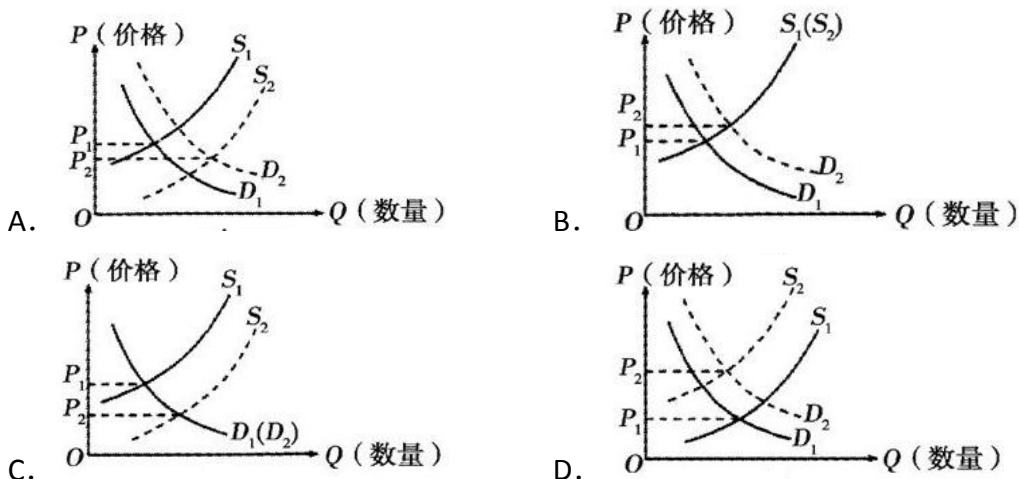 A.
P（价格）
S₁
S₂
P₁
P₂
D₂
D₁
O
Q（数量）
B.
P（价格）
S₁(S₂)
P₂
P₁
D₂
D₁
O
Q（数量）
C.
P（价格）
S₁
S₂
P₁
P₂
D₁(D₂)
O
Q（数量）
D.
P（价格）
S₂
S₁
P₂
P₁
D₂
D₁
O
Q（数量）